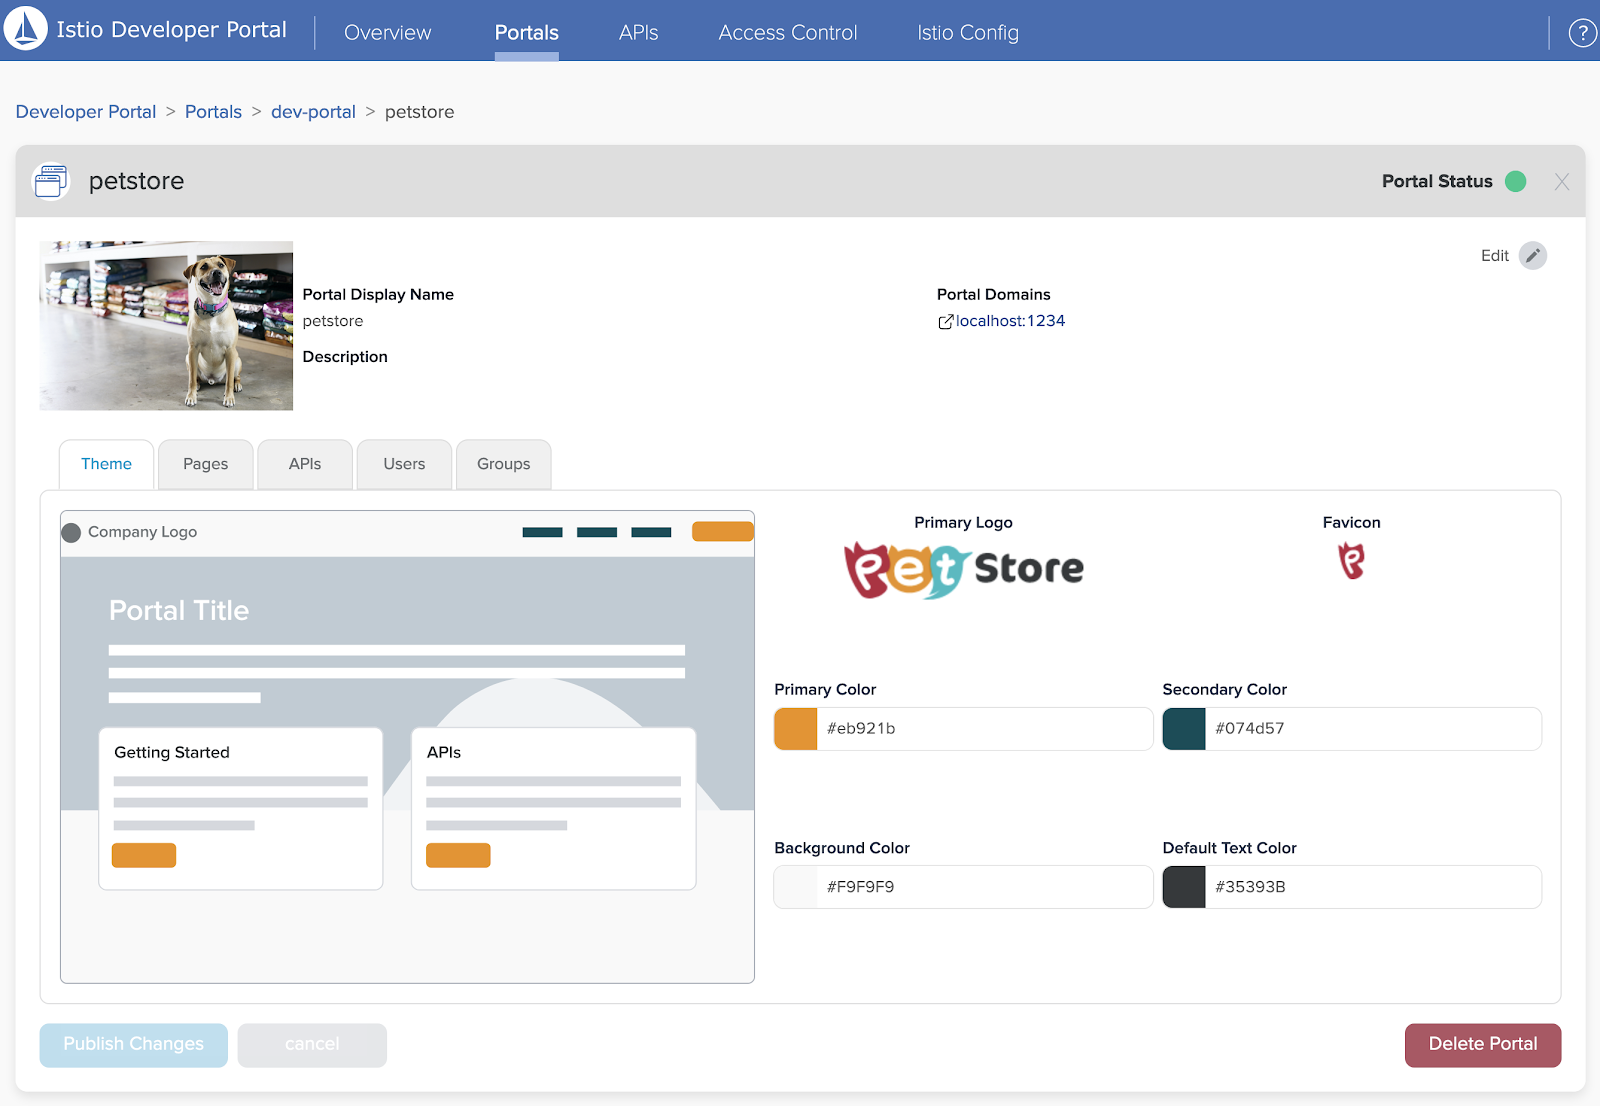 Istio Developer Portal
Overview
Portals
APIs
Access Control
Istio Config
?
Developer Portal > Portals > dev-portal > petstore
petstore
Portal Status
X
Edit
Portal Display Name
petstore
Description
Portal Domains
localhost:1234
Theme
Pages
APIs
Users
Groups
Company Logo
Portal Title
Getting Started
APIs
Primary Logo
Pet Store
Favicon
P
Primary Color
#eb921b
Secondary Color
#074d57
Background Color
#F9F9F9
Default Text Color
#35393B
Publish Changes
cancel
Delete Portal